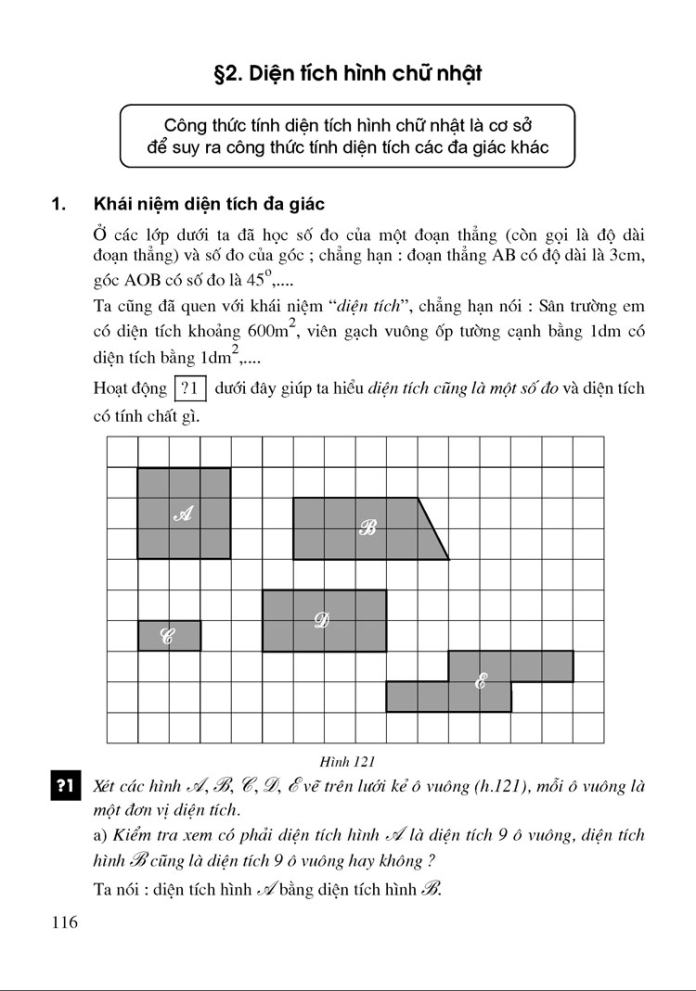 §2. Diện tích hình chữ nhật
Công thức tính diện tích hình chữ nhật là cơ sở
để suy ra công thức tính diện tích các đa giác khác
1. Khái niệm diện tích đa giác
Ở các lớp dưới ta đã học số đo của một đoạn thẳng (còn gọi là độ dài
đoạn thẳng) và số đo của góc ; chẳng hạn : đoạn thẳng AB có độ dài là 3cm,
góc AOB có số đo là 45⁰,....
Ta cũng đã quen với khái niệm “diện tích”, chẳng hạn nói : Sân trường em
có diện tích khoảng 600m², viên gạch vuông ốp tường cạnh bằng 1dm có
diện tích bằng 1dm²,....
Hoạt động ?1 dưới đây giúp ta hiểu diện tích cũng là một số đo và diện tích
có tính chất gì.
𝒜
ℬ
𝒞
𝒟
ℰ
Hình 121
?1 Xét các hình 𝒜, ℬ, 𝒞, 𝒟, ℰ vẽ trên lưới kẻ ô vuông (h.121), mỗi ô vuông là
một đơn vị diện tích.
a) Kiểm tra xem có phải diện tích hình 𝒜 là diện tích 9 ô vuông, diện tích
hình ℬ cũng là diện tích 9 ô vuông hay không ?
Ta nói : diện tích hình 𝒜 bằng diện tích hình ℬ.
116